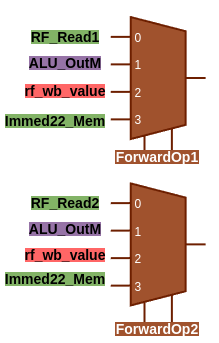 RF_Read1 0
ALU_OutM 1
rf_wb_value 2
Immed22_Mem 3
ForwardOp1
RF_Read2 0
ALU_OutM 1
rf_wb_value 2
Immed22_Mem 3
ForwardOp2